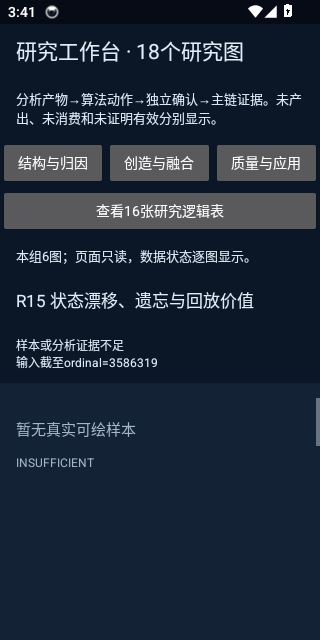 3:41
研究工作台 · 18个研究图
分析产物→算法动作→独立确认→主链证据。未产
出、未消费和未证明有效分别显示。
结构与归因 创造与融合 质量与应用
查看16张研究逻辑表
本组6图；页面只读，数据状态逐图显示。
R15 状态漂移、遗忘与回放价值
样本或分析证据不足
输入截至ordinal=3586319
暂无真实可绘样本
INSUFFICIENT